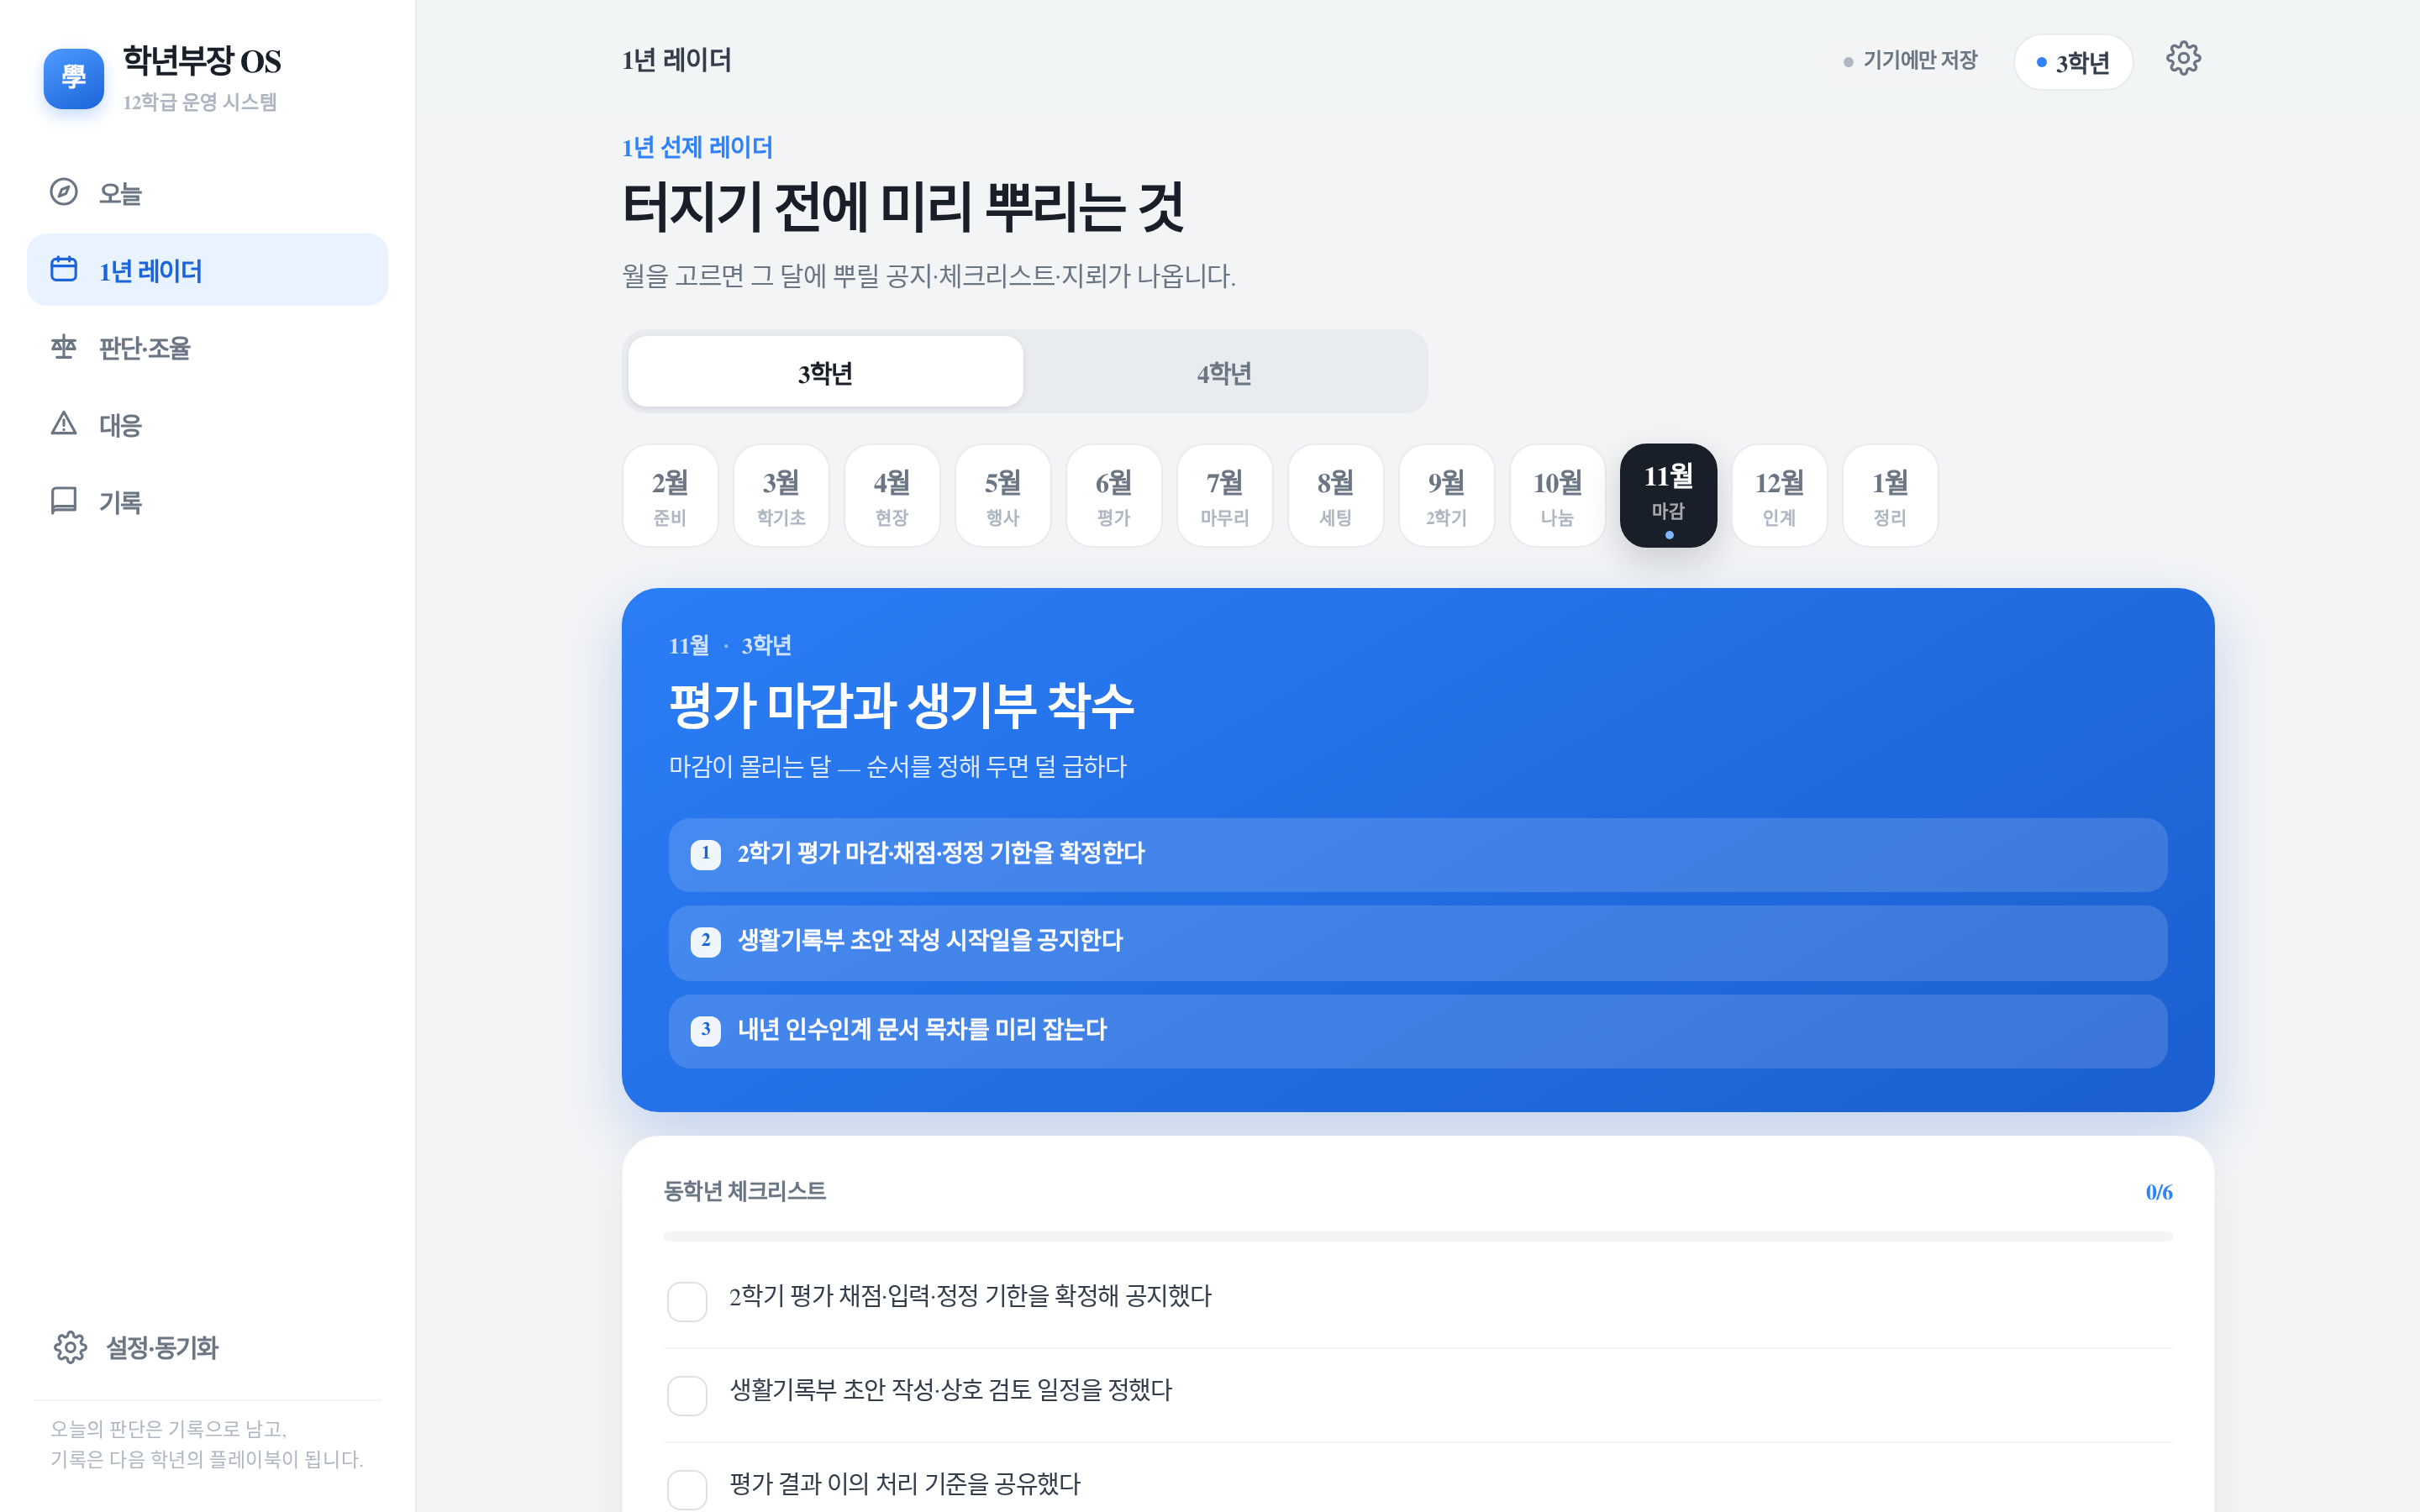 學
학년부장 OS
12학급 운영 시스템
오늘
1년 레이더
판단·조율
대응
기록
설정·동기화
오늘의 판단은 기록으로 남고,
기록은 다음 학년의 플레이북이 됩니다.
1년 레이더
기기에만 저장
3학년
1년 선제 레이더
터지기 전에 미리 뿌리는 것
월을 고르면 그 달에 뿌릴 공지·체크리스트·지뢰가 나옵니다.
3학년
4학년
2월
준비
3월
학기초
4월
현장
5월
행사
6월
평가
7월
마무리
8월
세팅
9월
2학기
10월
나눔
11월
마감
12월
인계
1월
정리
11월 · 3학년
평가 마감과 생기부 착수
마감이 몰리는 달 — 순서를 정해 두면 덜 급하다
1 2학기 평가 마감·채점·정정 기한을 확정한다
2 생활기록부 초안 작성 시작일을 공지한다
3 내년 인수인계 문서 목차를 미리 잡는다
동학년 체크리스트
0/6
2학기 평가 채점·입력·정정 기한을 확정해 공지했다
생활기록부 초안 작성·상호 검토 일정을 정했다
평가 결과 이의 처리 기준을 공유했다